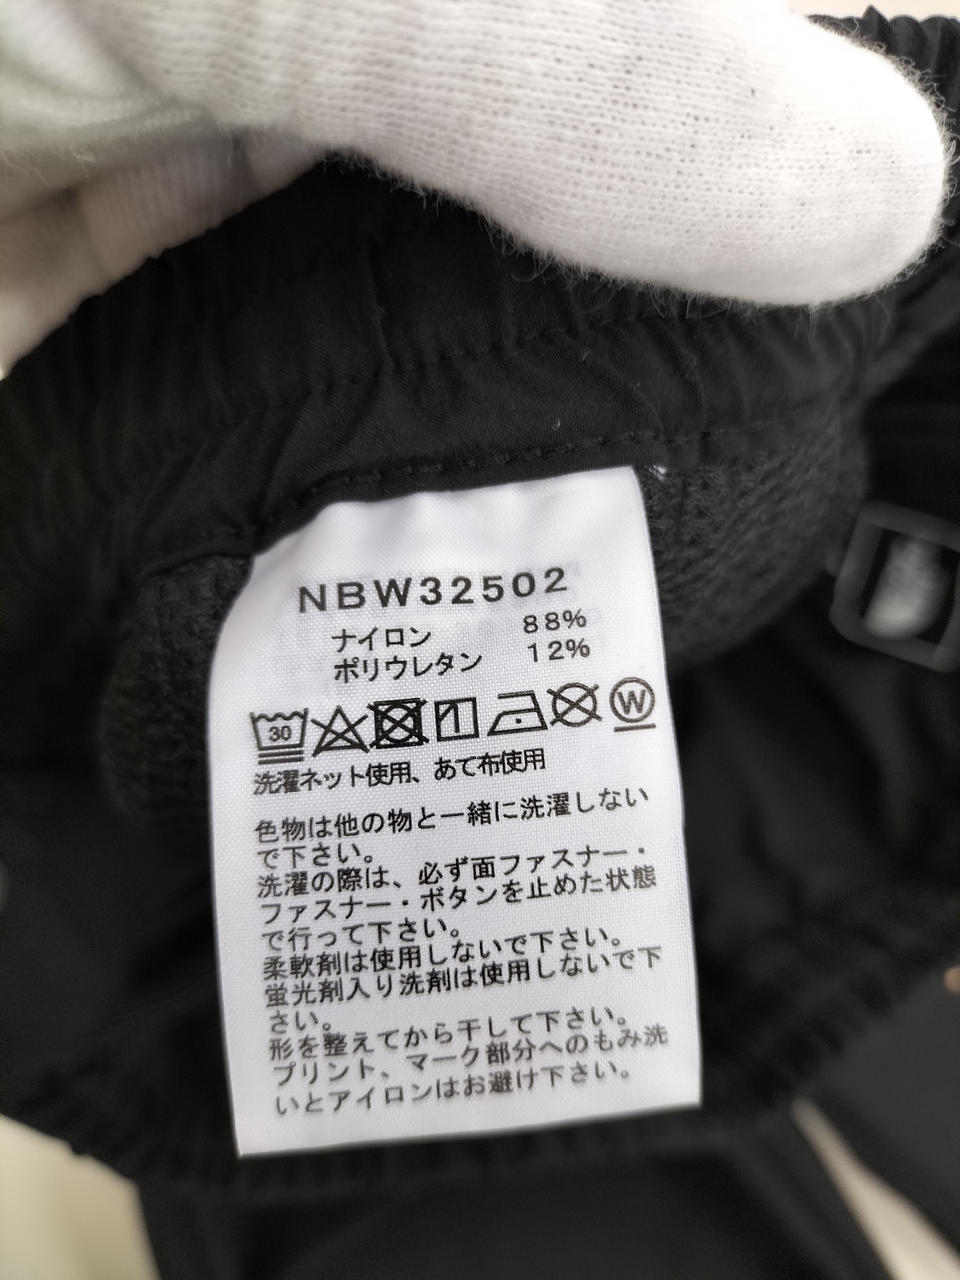 NBW32502
ナイロン 88%
ポリウレタン 12%
30 W
洗濯ネット使用、あて布使用
色物は他の物と一緒に洗濯しない
で下さい。
洗濯の際は、必ず面ファスナー・
ファスナー・ボタンを止めた状態
で行って下さい。
柔軟剤は使用しないで下さい。
蛍光剤入り洗剤は使用しないで下
さい。
形を整えてから干して下さい。
プリント、マーク部分へのもみ洗
いとアイロンはお避け下さい。